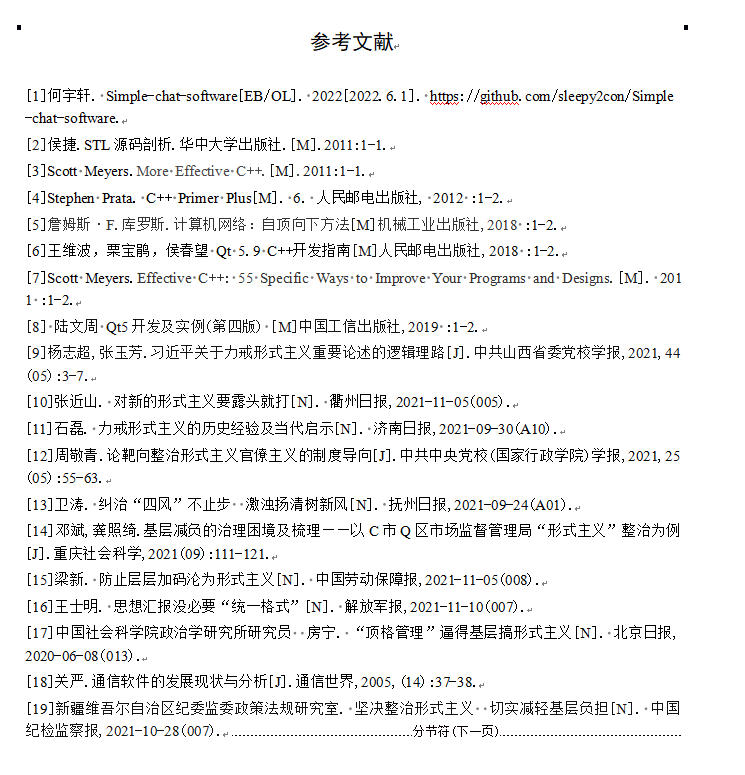 参考文献
[1]何宇轩. Simple-chat-software[EB/OL]. 2022[2022.6.1]. https://github.com/sleepy2con/Simple
-chat-software.
[2]侯捷.STL 源码剖析.华中大学出版社.[M].2011:1-1.
[3]Scott Meyers. More Effective C++. [M]. 2011:1-1.
[4]Stephen Prata. C++ Primer Plus[M]. 6. 人民邮电出版社, 2012 :1-2.
[5]詹姆斯·F.库罗斯.计算机网络：自顶向下方法[M]机械工业出版社,2018 :1-2.
[6]王维波，栗宝鹃，侯春望 Qt 5.9 C++开发指南[M]人民邮电出版社,2018 :1-2.
[7]Scott Meyers. Effective C++: 55 Specific Ways to Improve Your Programs and Designs. [M]. 201
1 :1-2.
[8] 陆文周 Qt5 开发及实例(第四版) [M]中国工信出版社,2019 :1-2.
[9]杨志超,张玉芳.习近平关于力戒形式主义重要论述的逻辑理路[J].中共山西省委党校学报,2021,44
(05):3-7.
[10]张近山. 对新的形式主义要露头就打[N]. 衢州日报,2021-11-05(005).
[11]石磊. 力戒形式主义的历史经验及当代启示[N]. 济南日报,2021-09-30(A10).
[12]周敬青.论靶向整治形式主义官僚主义的制度导向[J].中共中央党校(国家行政学院)学报,2021,25
(05):55-63.
[13]卫涛. 纠治“四风”不止步 激浊扬清树新风[N]. 抚州日报,2021-09-24(A01).
[14]邓斌,龚照绮.基层减负的治理困境及梳理——以 C 市 Q 区市场监督管理局“形式主义”整治为例
[J].重庆社会科学,2021(09):111-121.
[15]梁新. 防止层层加码沦为形式主义[N]. 中国劳动保障报,2021-11-05(008).
[16]王士明. 思想汇报没必要“统一格式”[N]. 解放军报,2021-11-10(007).
[17]中国社会科学院政治学研究所研究员 房宁. “顶格管理”逼得基层搞形式主义[N]. 北京日报,
2020-06-08(013).
[18]关严.通信软件的发展现状与分析[J].通信世界,2005, (14):37-38.
[19]新疆维吾尔自治区纪委监委政策法规研究室. 坚决整治形式主义 切实减轻基层负担[N]. 中国
纪检监察报,2021-10-28(007). 分节符(下一页)